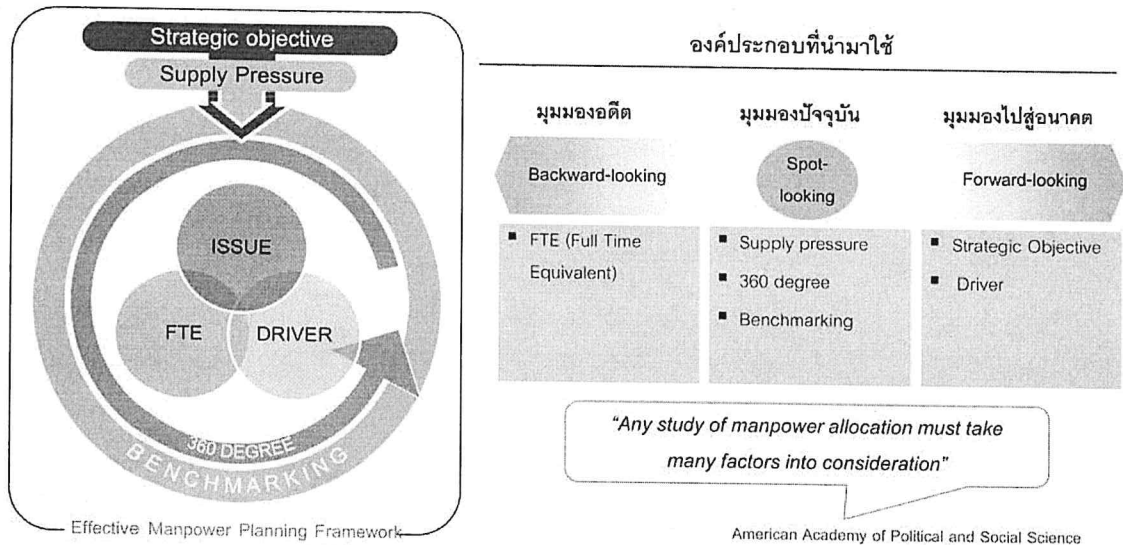 Strategic objective
Supply Pressure
ISSUE
FTE
DRIVER
360 DEGREE
BENCHMARKING
Effective Manpower Planning Framework
องค์ประกอบที่นำมาใช้
มุมมองอดีต
มุมมองปัจจุบัน
มุมมองไปสู่อนาคต
Backward-looking
Spot-
looking
Forward-looking
▪ FTE (Full Time
Equivalent)
▪ Supply pressure
▪ 360 degree
▪ Benchmarking
▪ Strategic Objective
▪ Driver
"Any study of manpower allocation must take
many factors into consideration"
American Academy of Political and Social Science